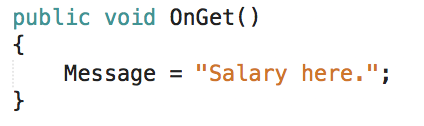 public void OnGet()
{
    Message = "Salary here.";
}